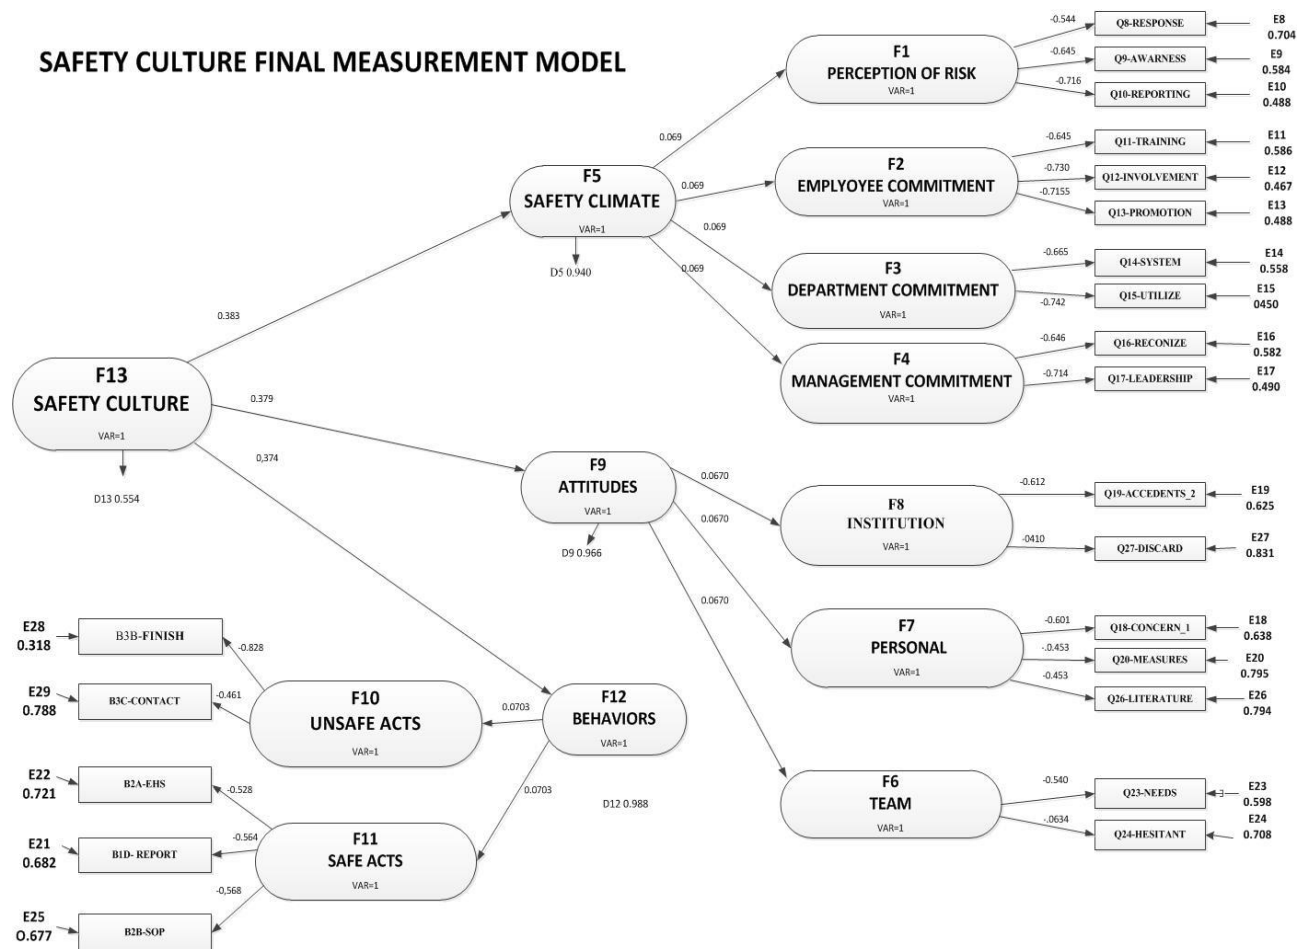 SAFETY CULTURE FINAL MEASUREMENT MODEL
F1
PERCEPTION OF RISK
VAR=1
-0.544
Q8-RESPONSE
E8
0.704
-0.645
Q9-AWARNESS
E9
0.584
-0.716
Q10-REPORTING
E10
0.488
0.069
F2
EMPLYOYEE COMMITMENT
VAR=1
-0.645
Q11-TRAINING
E11
0.586
-0.730
Q12-INVOLVEMENT
E12
0.467
-0.7155
Q13-PROMOTION
E13
0.488
F5
SAFETY CLIMATE
VAR=1
D5 0.940
0.069
0.069
0.069
F3
DEPARTMENT COMMITMENT
VAR=1
-0.665
Q14-SYSTEM
E14
0.558
-0.742
Q15-UTILIZE
E15
0450
F4
MANAGEMENT COMMITMENT
VAR=1
-0.646
Q16-RECONIZE
E16
0.582
-0.714
Q17-LEADERSHIP
E17
0.490
0.383
F13
SAFETY CULTURE
VAR=1
D13 0.554
0.379
0,374
F9
ATTITUDES
VAR=1
D9 0.966
0.0670
0.0670
0.0670
F8
INSTITUTION
VAR=1
-0.612
Q19-ACCEDENTS_2
E19
0.625
-0410
Q27-DISCARD
E27
0.831
F7
PERSONAL
VAR=1
-0.601
Q18-CONCERN_1
E18
0.638
-.0.453
Q20-MEASURES
E20
0.795
-0.453
Q26-LITERATURE
E26
0.794
F6
TEAM
VAR=1
-0.540
Q23-NEEDS
3
E23
0.598
-.0634
Q24-HESITANT
E24
0.708
F12
BEHAVIORS
VAR=1
D12 0.988
0.0703
0.0703
F10
UNSAFE ACTS
VAR=1
E28
0.318
B3B-FINISH
-0.828
E29
0.788
B3C-CONTACT
-0.461
F11
SAFE ACTS
VAR=1
E22
0.721
B2A-EHS
-0.528
E21
0.682
B1D- REPORT
-0.564
E25
O.677
B2B-SOP
-0,568